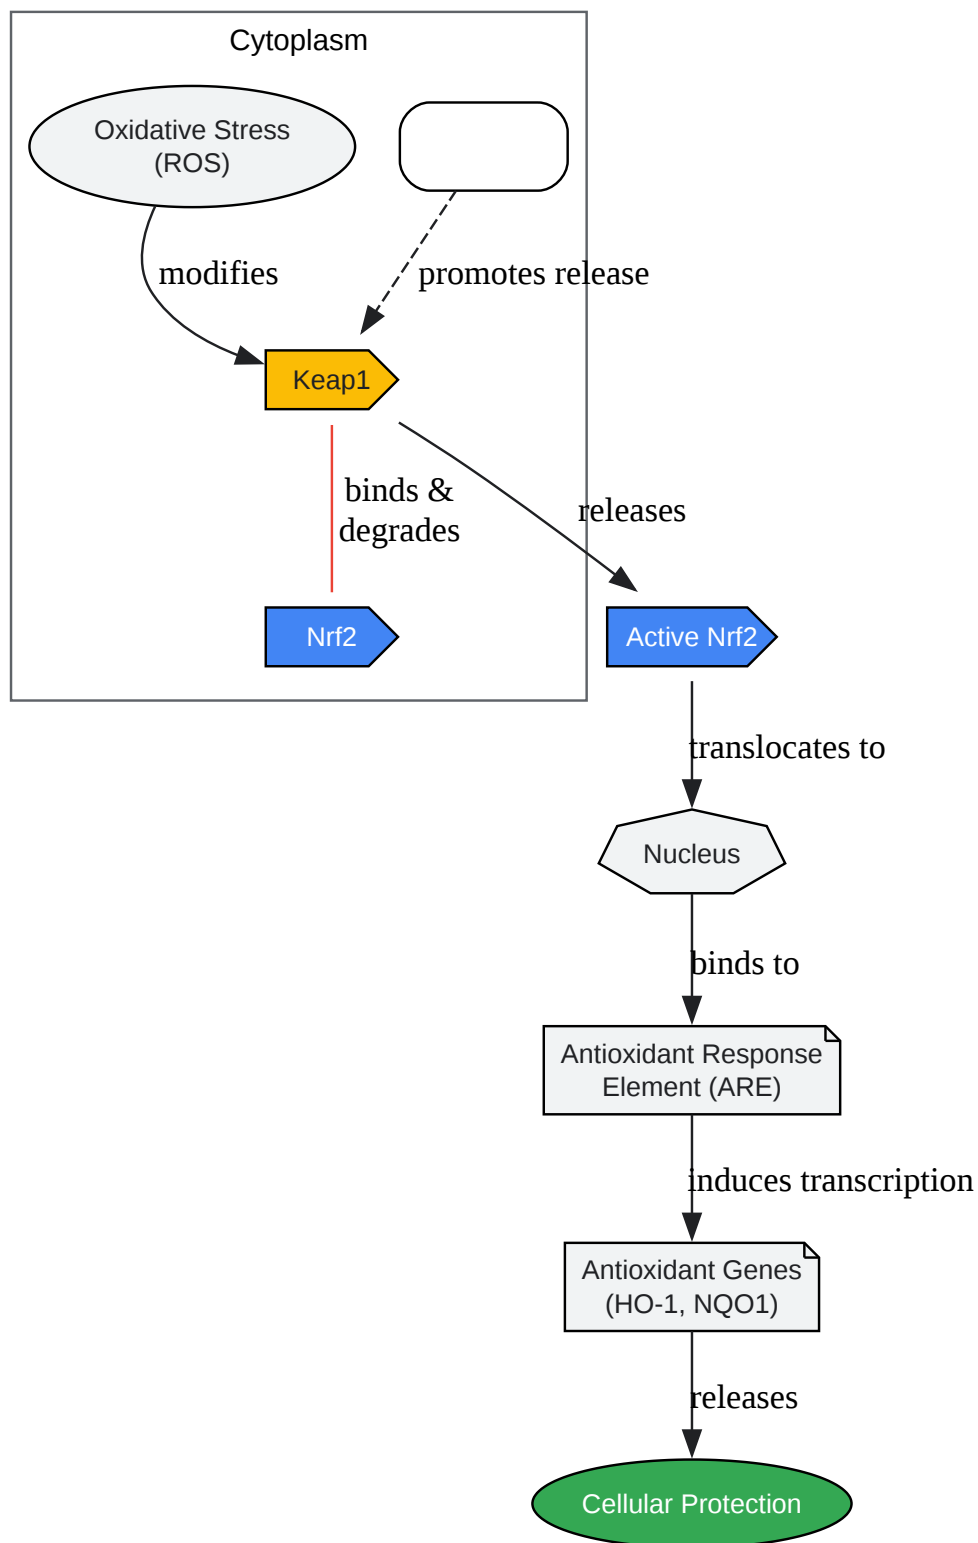 Cytoplasm
Oxidative Stress
(ROS)
modifies
promotes release
Keap1
binds &
degrades
releases
Nrf2
Active Nrf2
translocates to
Nucleus
binds to
Antioxidant Response
Element (ARE)
induces transcription
Antioxidant Genes
(HO-1, NQO1)
releases
Cellular Protection